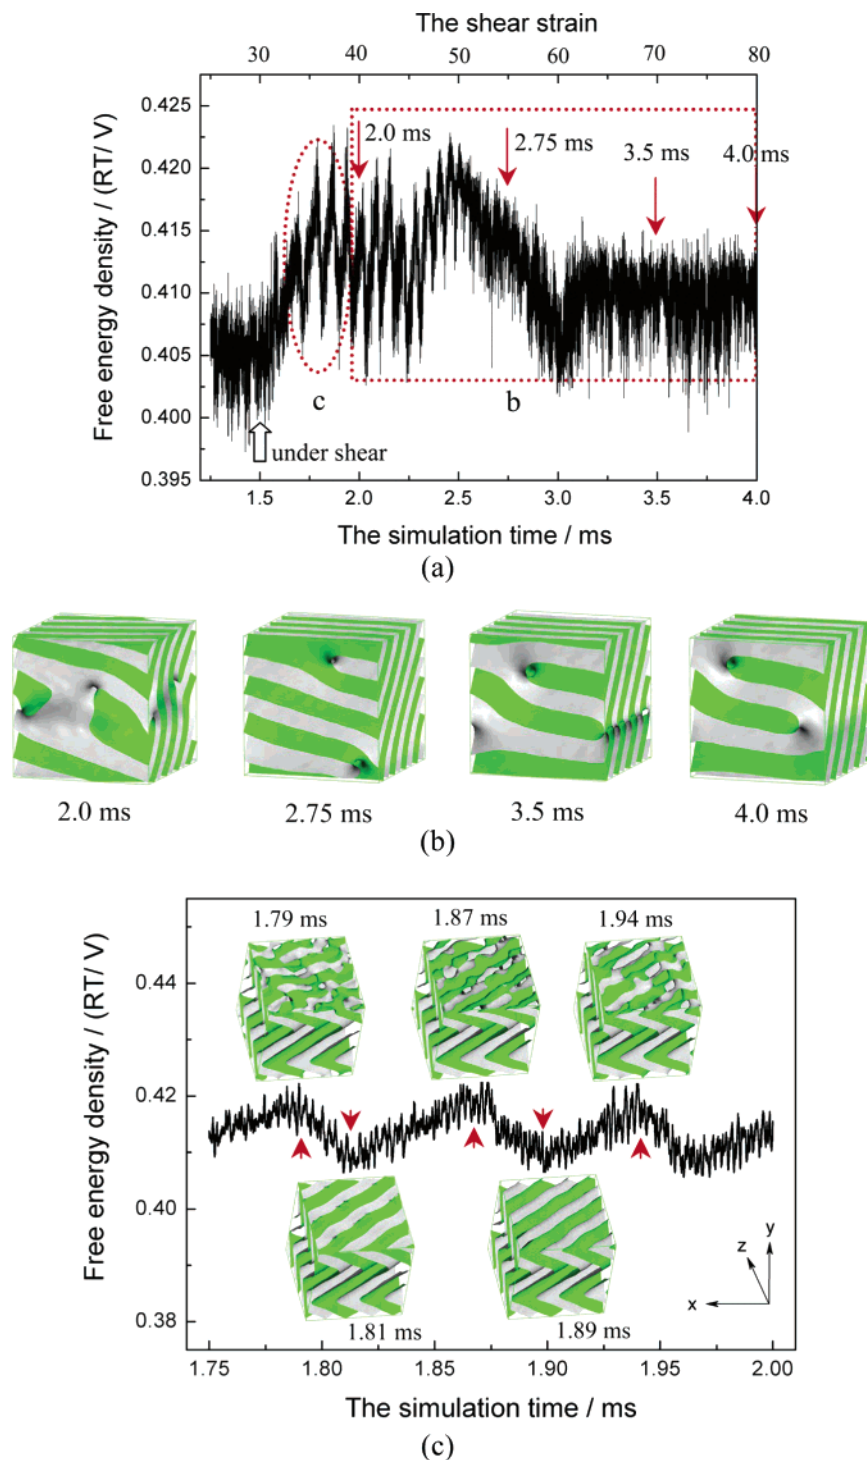 The shear strain
30 40 50 60 70 80
0.425
0.420
0.415
0.410
0.405
0.400
0.395
Free energy density / (RT/ V)
2.0 ms
2.75 ms
3.5 ms
4.0 ms
c
b
under shear
1.5 2.0 2.5 3.0 3.5 4.0
The simulation time / ms
(a)
2.0 ms 2.75 ms 3.5 ms 4.0 ms
(b)
Free energy density / (RT/ V)
0.44
0.42
0.40
0.38
1.79 ms 1.87 ms 1.94 ms
1.81 ms 1.89 ms
y
z
x
1.75 1.80 1.85 1.90 1.95 2.00
The simulation time / ms
(c)